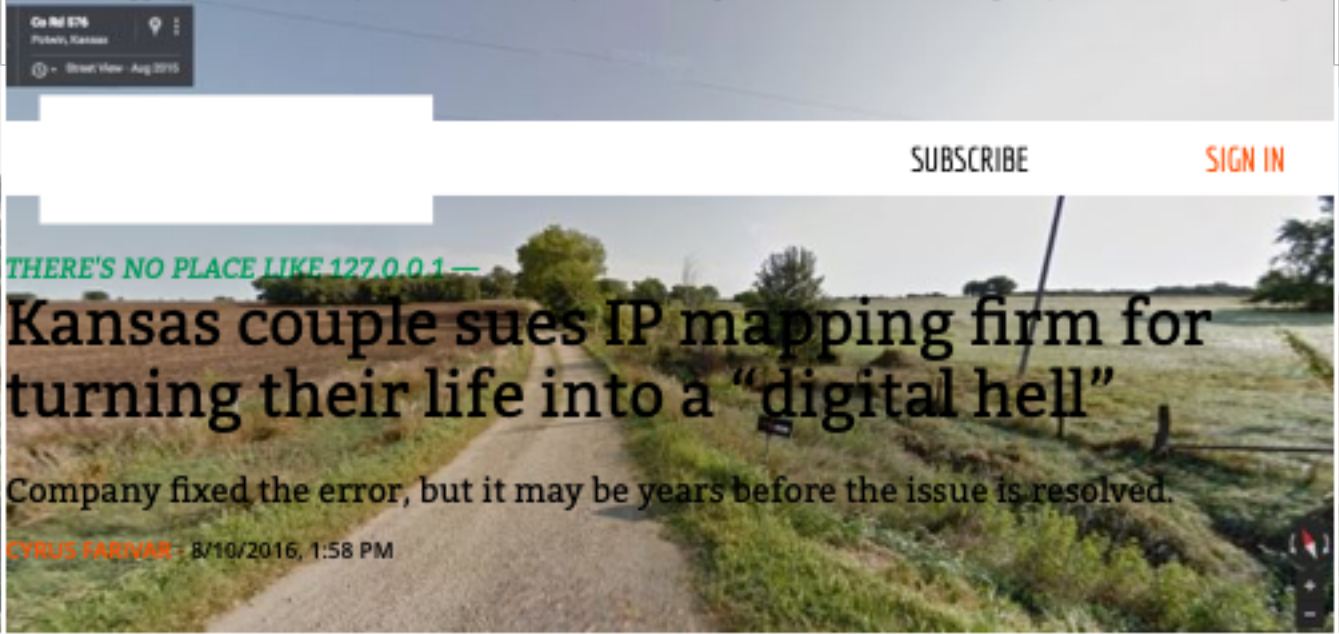 Co Rd 576
Potwin, Kansas
Street View - Aug 2015
SUBSCRIBE
SIGN IN
THERE'S NO PLACE LIKE 127.0.0.1 —
Kansas couple sues IP mapping firm for
turning their life into a “digital hell”
Company fixed the error, but it may be years before the issue is resolved.
CYRUS FARIVAR - 8/10/2016, 1:58 PM